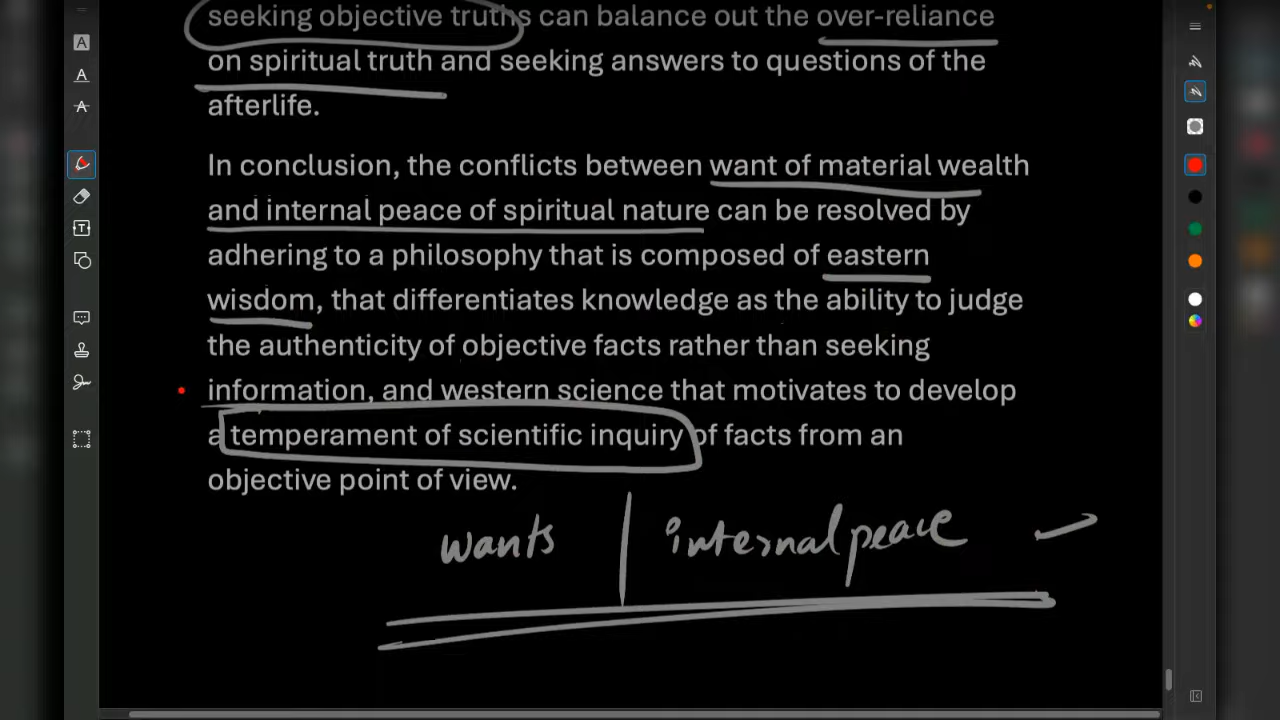 seeking objective truths can balance out the over-reliance
on spiritual truth and seeking answers to questions of the
afterlife.
In conclusion, the conflicts between want of material wealth
and internal peace of spiritual nature can be resolved by
adhering to a philosophy that is composed of eastern
wisdom, that differentiates knowledge as the ability to judge
the authenticity of objective facts rather than seeking
information, and western science that motivates to develop
a temperament of scientific inquiry of facts from an
objective point of view.
wants | internal peace